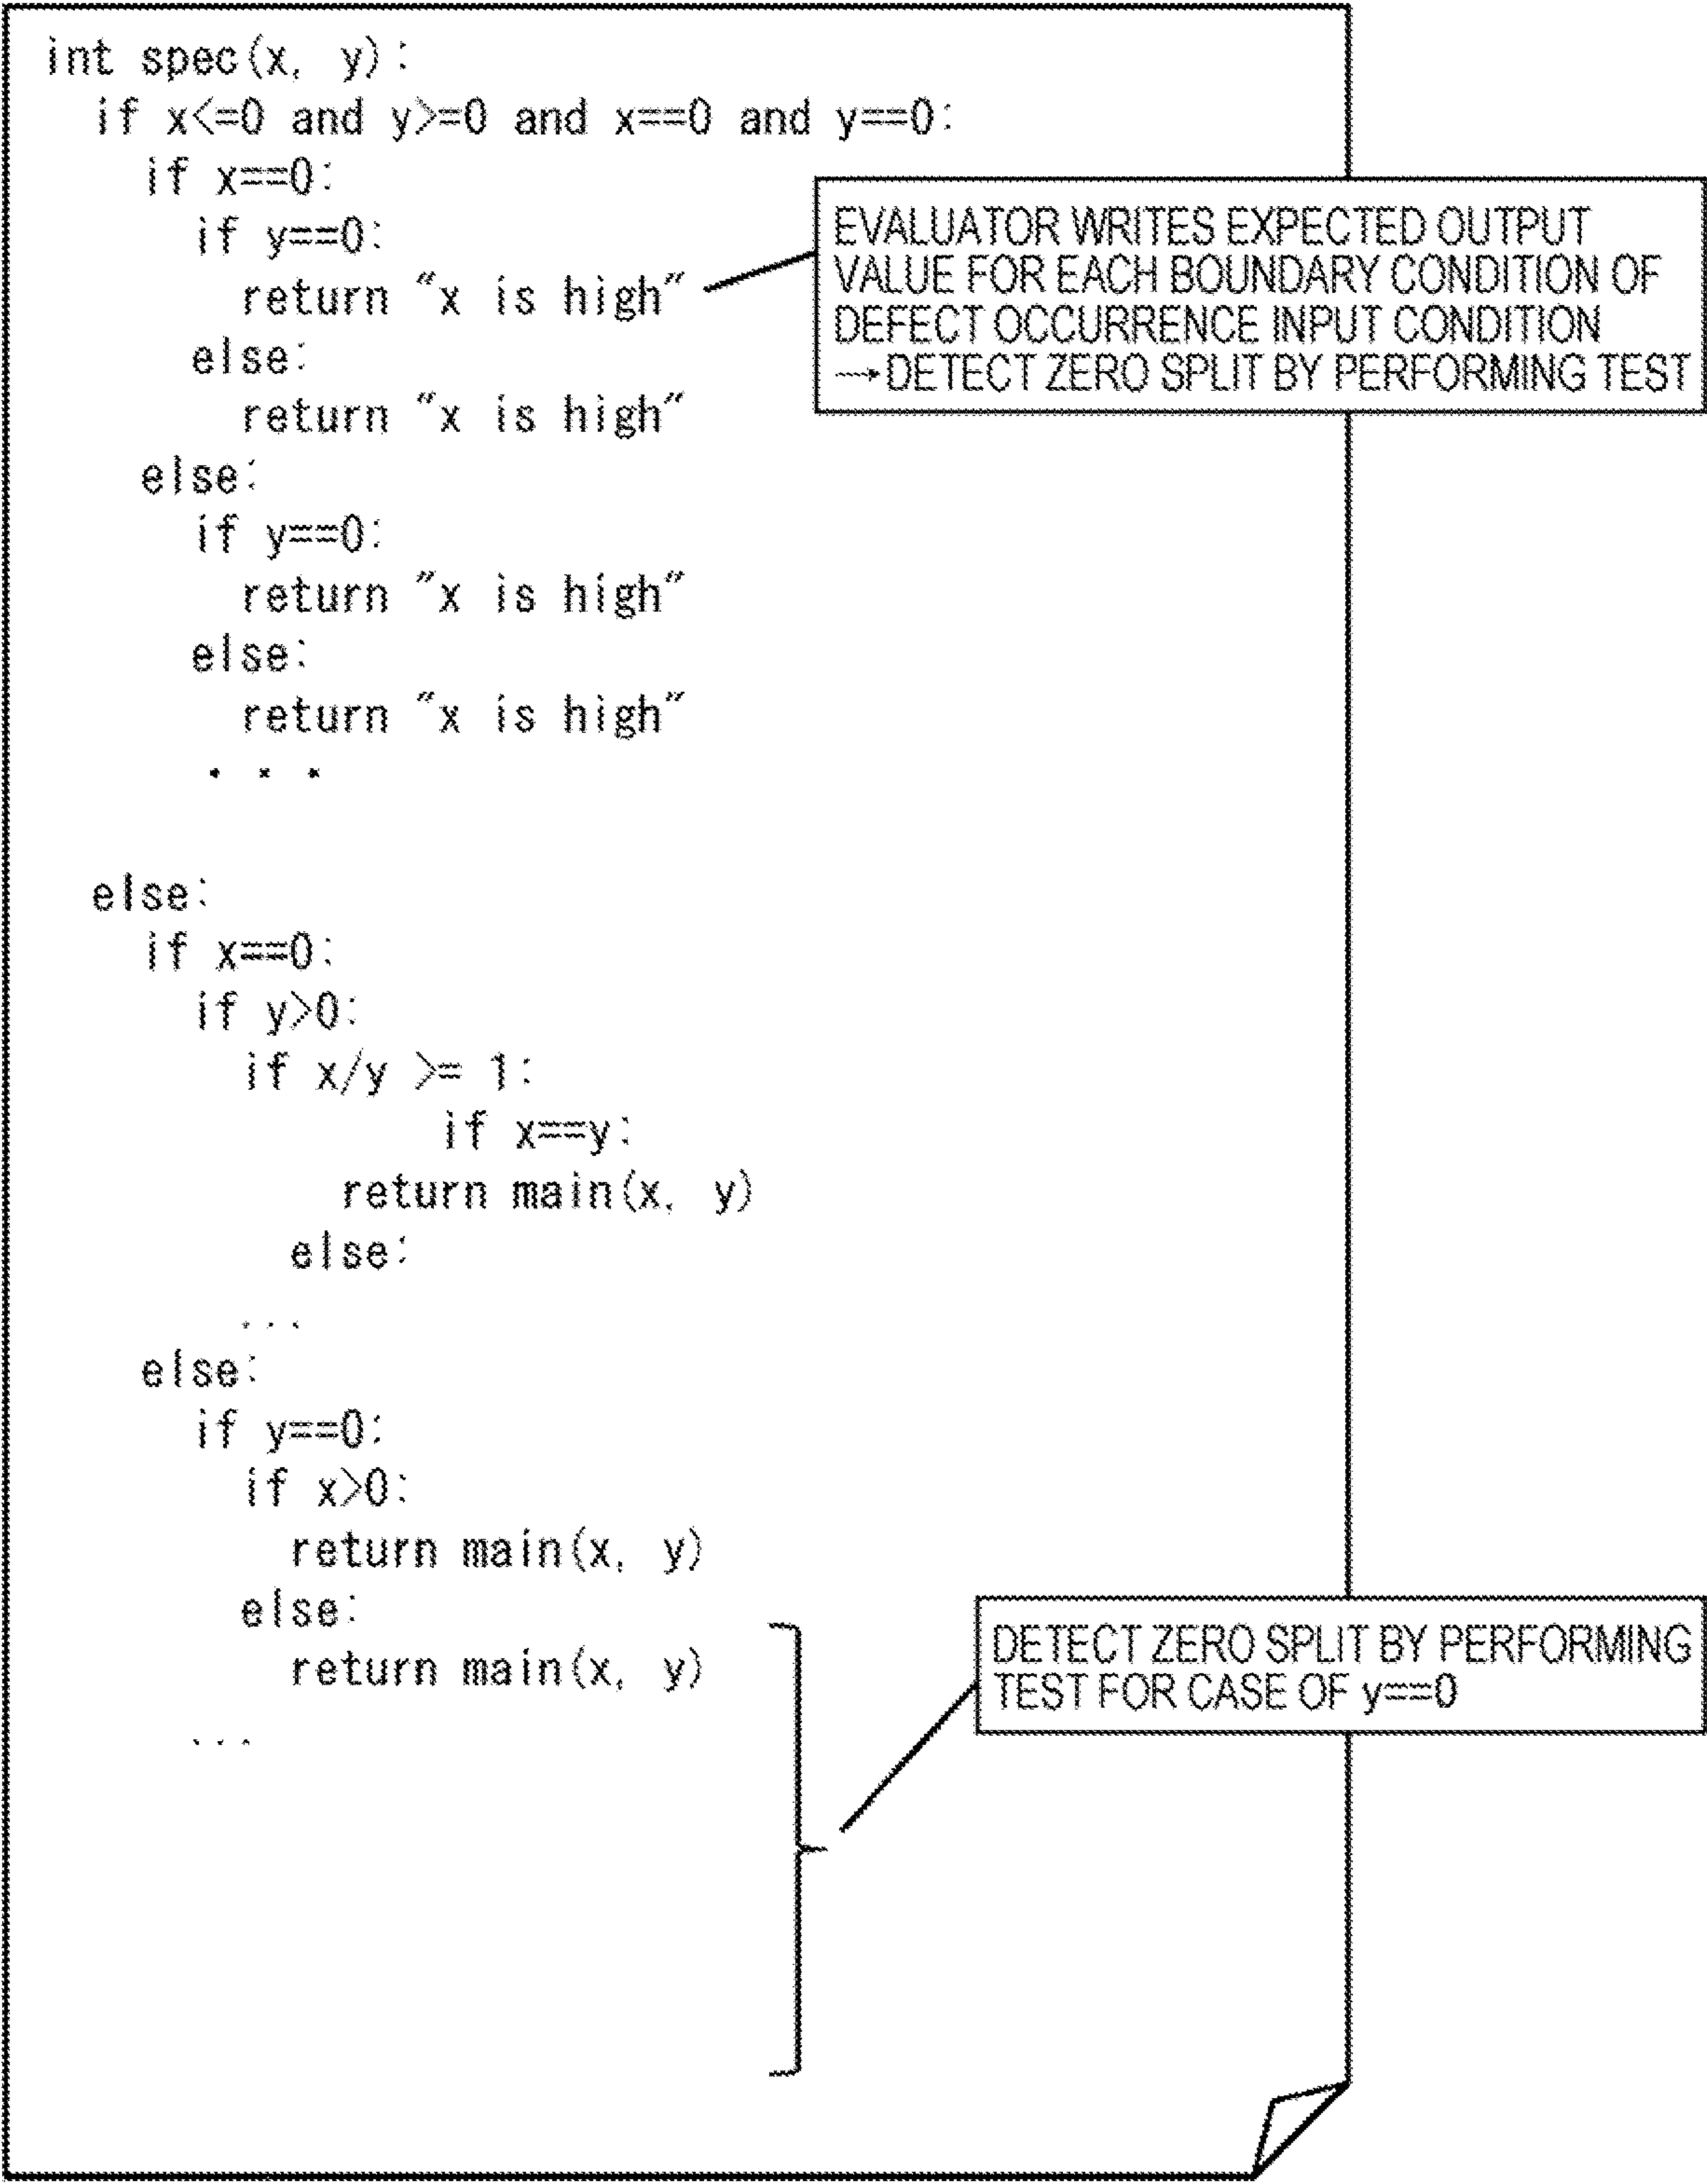 int spec(x, y):
if x<=0 and y>=0 and x==0 and y==0:
if x==0:
if y==0:
return "x is high"
else:
return "x is high"
else:
if y==0:
return "x is high"
else:
return "x is high"
...
else:
if x==0:
if y>0:
if x/y >= 1:
if x==y:
return main(x, y)
else:
...
else:
if y==0:
if x>0:
return main(x, y)
else:
return main(x, y)
...
EVALUATOR WRITES EXPECTED OUTPUT
VALUE FOR EACH BOUNDARY CONDITION OF
DEFECT OCCURRENCE INPUT CONDITION
→DETECT ZERO SPLIT BY PERFORMING TEST
DETECT ZERO SPLIT BY PERFORMING
TEST FOR CASE OF y==0